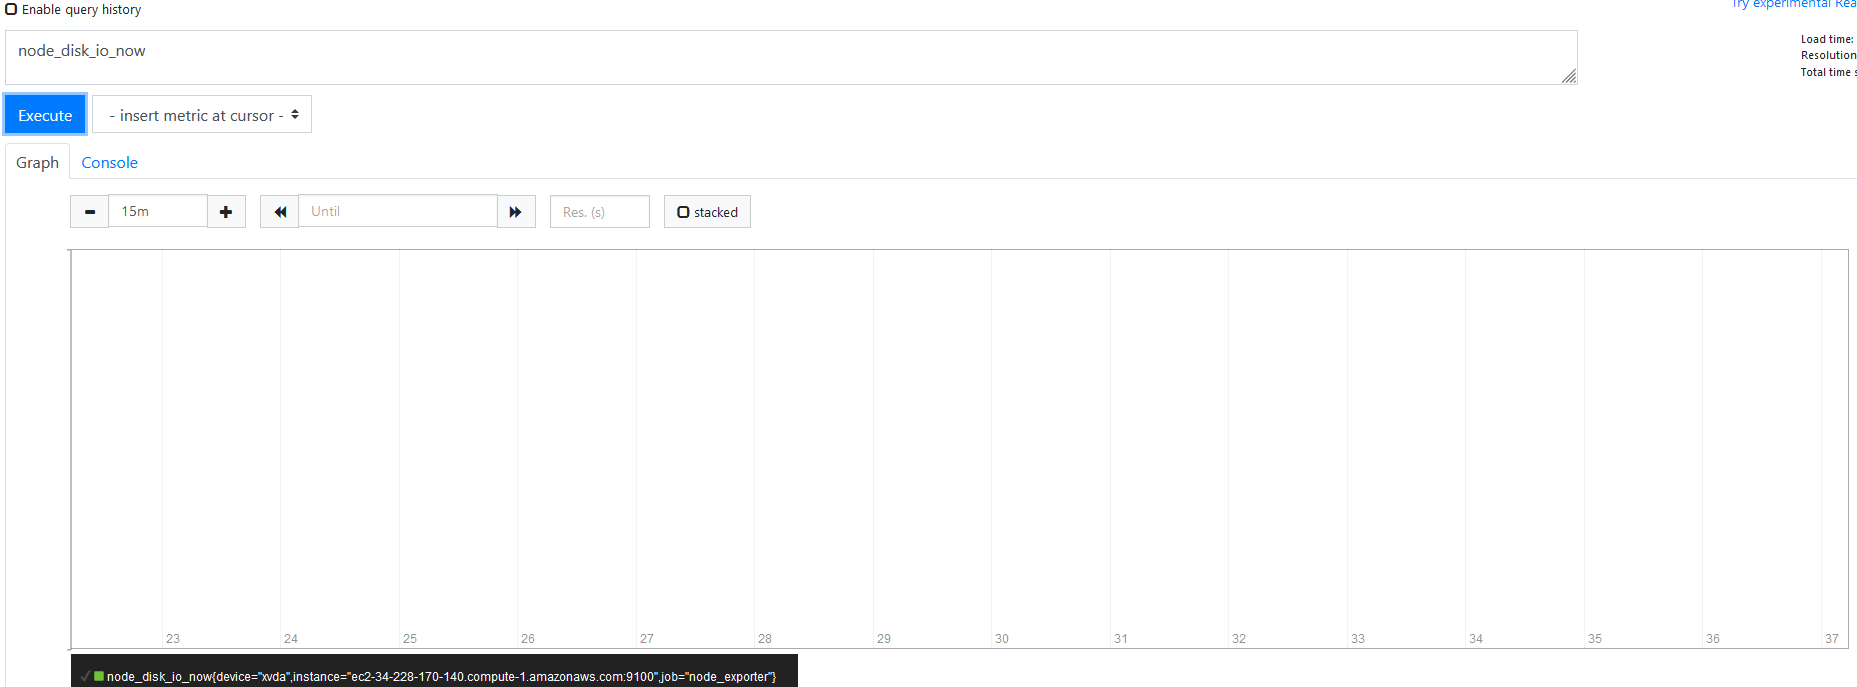 Enable query history
Try experimental Rea
node_disk_io_now
Load time:
Resolution
Total time s
Execute
- insert metric at cursor -
Graph
Console
15m
Until
Res. (s)
stacked
23 24 25 26 27 28 29 30 31 32 33 34 35 36 37
node_disk_io_now{device="xvda",instance="ec2-34-228-170-140.compute-1.amazonaws.com:9100",job="node_exporter"}